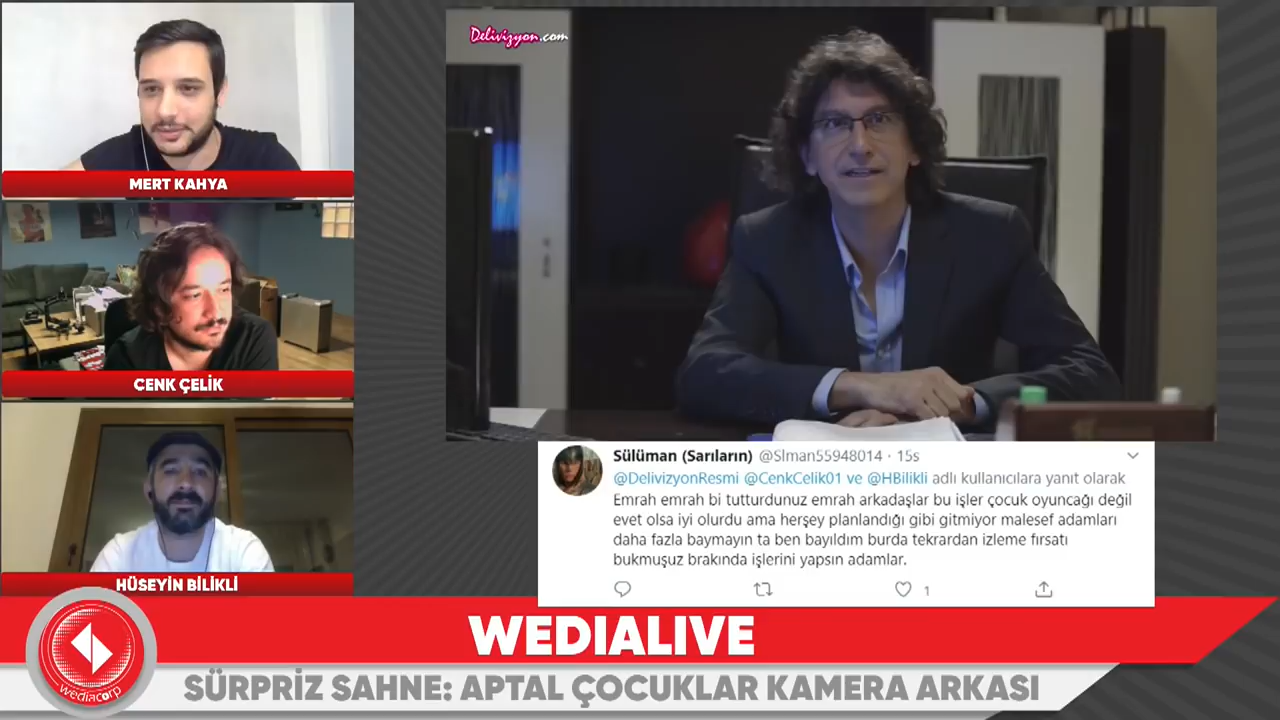 Delivizyon.com
MERT KAHYA
CENK ÇELİK
HÜSEYİN BİLİKLİ
Sülüman (Sarıların) @Slman55948014 · 15s
@DelivizyonResmi @CenkCelik01 ve @HBilikli adlı kullanıcılara yanıt olarak
Emrah emrah bi tutturdunuz emrah arkadaşlar bu işler çocuk oyuncağı değil
evet olsa iyi olurdu ama herşey planlandığı gibi gitmiyor malesef adamları
daha fazla baymayın ta ben bayıldım burda tekrardan izleme fırsatı
bukmuşuz brakında işlerini yapsın adamlar.
1
WEDIALIVE
wediacorp
SÜRPRİZ SAHNE: APTAL ÇOCUKLAR KAMERA ARKASI